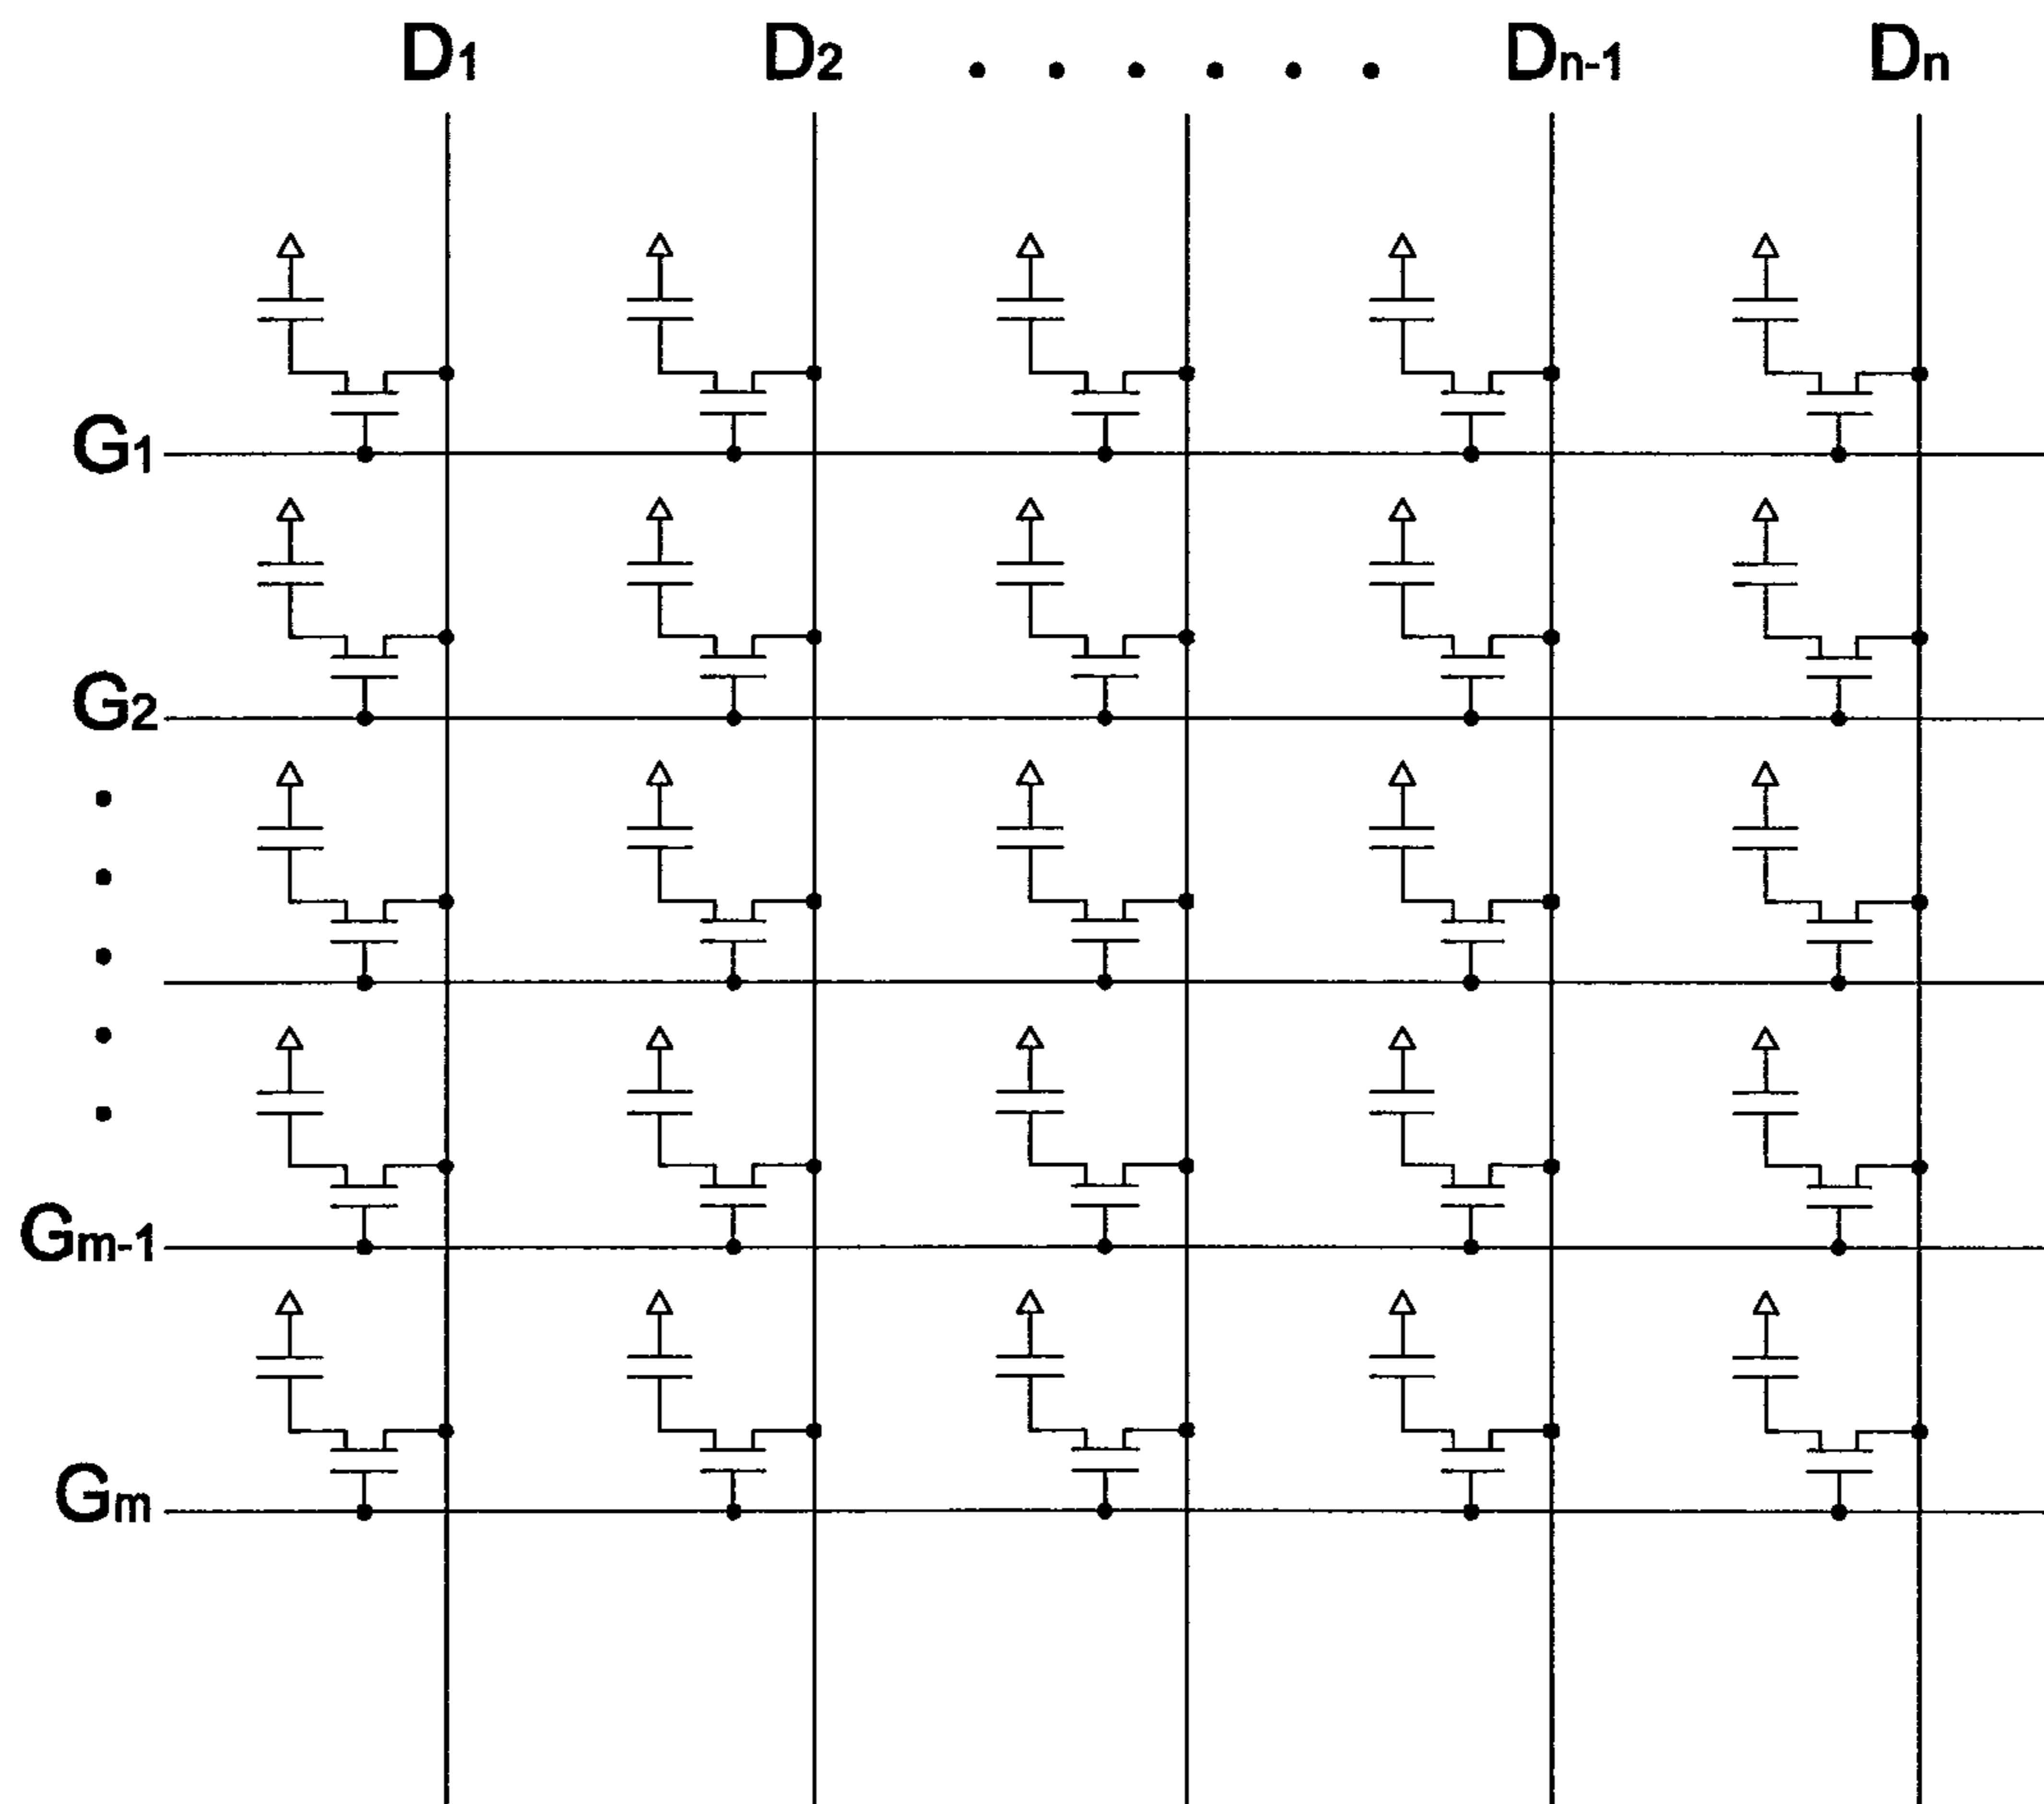 D1 D2 . . . . . . Dn-1 Dn
G1
G2
Gm-1
Gm